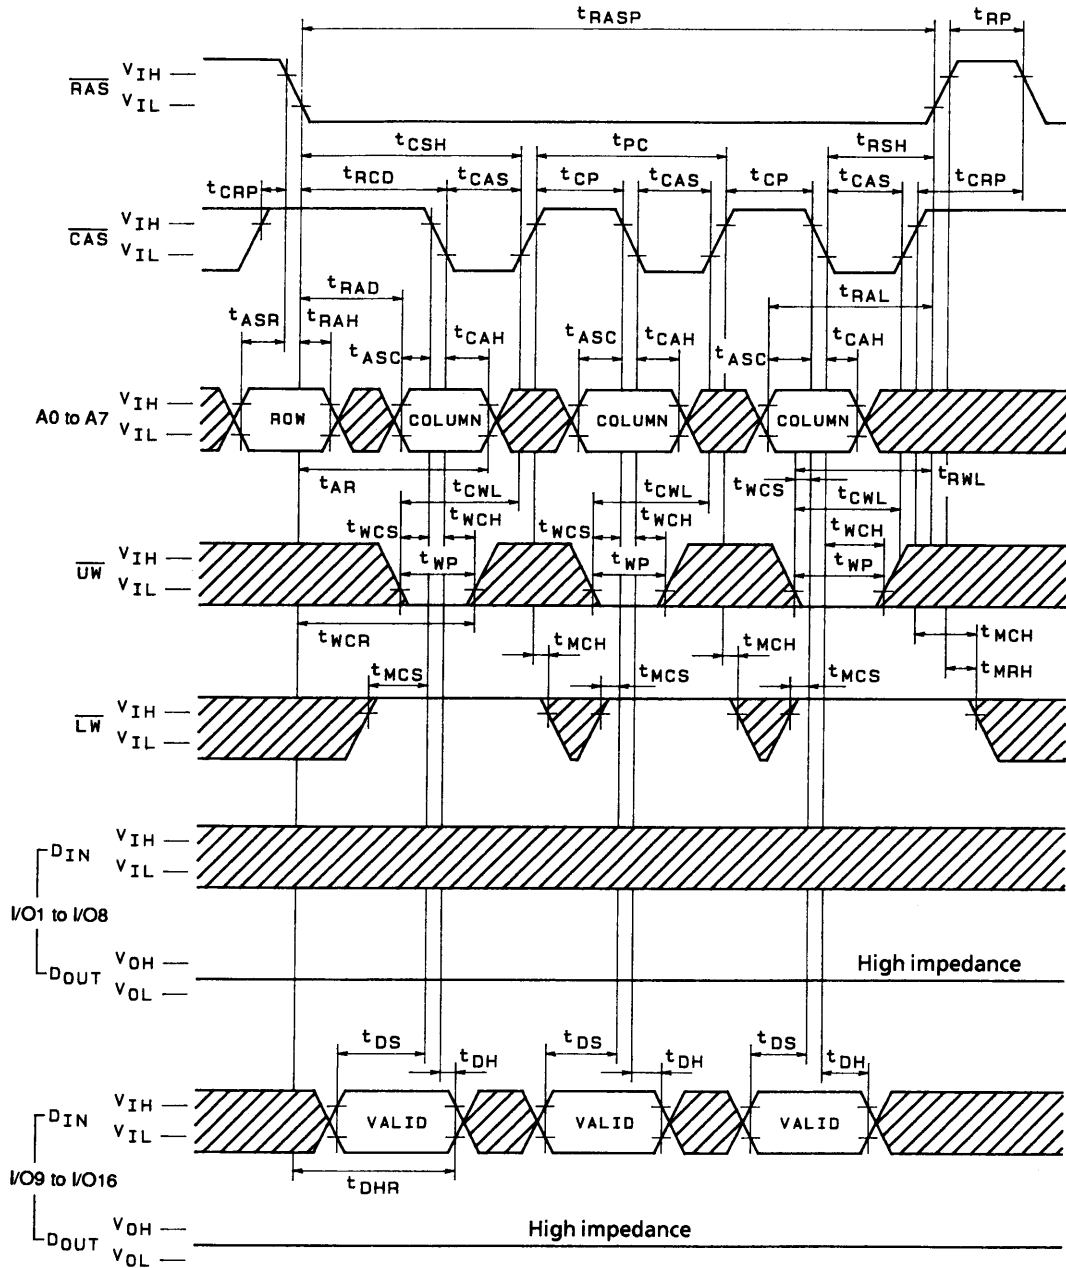 tRASP tRP
RAS VIH VIL
tCSH tPC tRSH
tCRP tRCD tCAS tCP tCAS tCP tCAS tCRP
CAS VIH VIL
tRAD tRAL
tASR tRAH tASC tCAH tASC tCAH tASC tCAH
A0 to A7 VIH VIL ROW COLUMN COLUMN COLUMN
tAR tCWL tCWL tWCS tCWL tRWL
tWCS tWCH tWCS tWCH tWCH
tWP tWP tWP
UW VIH VIL
tWCR tMCH tMCH tMCH
tMCS tMCS tMCS tMRH
LW VIH VIL
I/O1 to I/O8
DIN VIH VIL
DOUT VOH VOL High impedance
tDS tDH tDS tDH tDS tDH
I/O9 to I/O16
DIN VIH VIL VALID VALID VALID
tDHR
DOUT VOH VOL High impedance